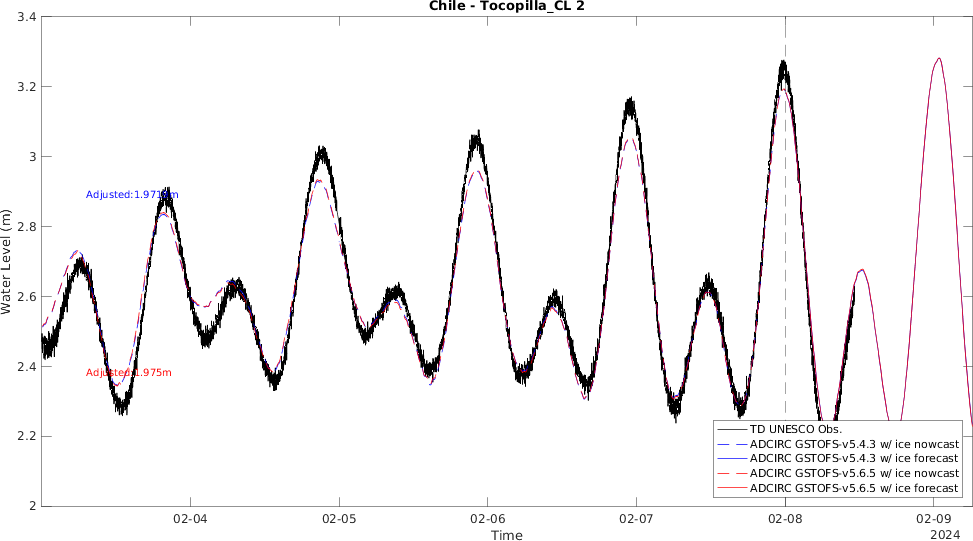 Chile - Tocopilla_CL 2
3.4
3.2
3
2.8
2.6
2.4
2.2
2
Water Level (m)
Adjusted:1.971m
Adjusted:1.975m
TD UNESCO Obs.
ADCIRC GSTOFS-v5.4.3 w/ ice nowcast
ADCIRC GSTOFS-v5.4.3 w/ ice forecast
ADCIRC GSTOFS-v5.6.5 w/ ice nowcast
ADCIRC GSTOFS-v5.6.5 w/ ice forecast
02-04 02-05 02-06 02-07 02-08 02-09
Time
2024